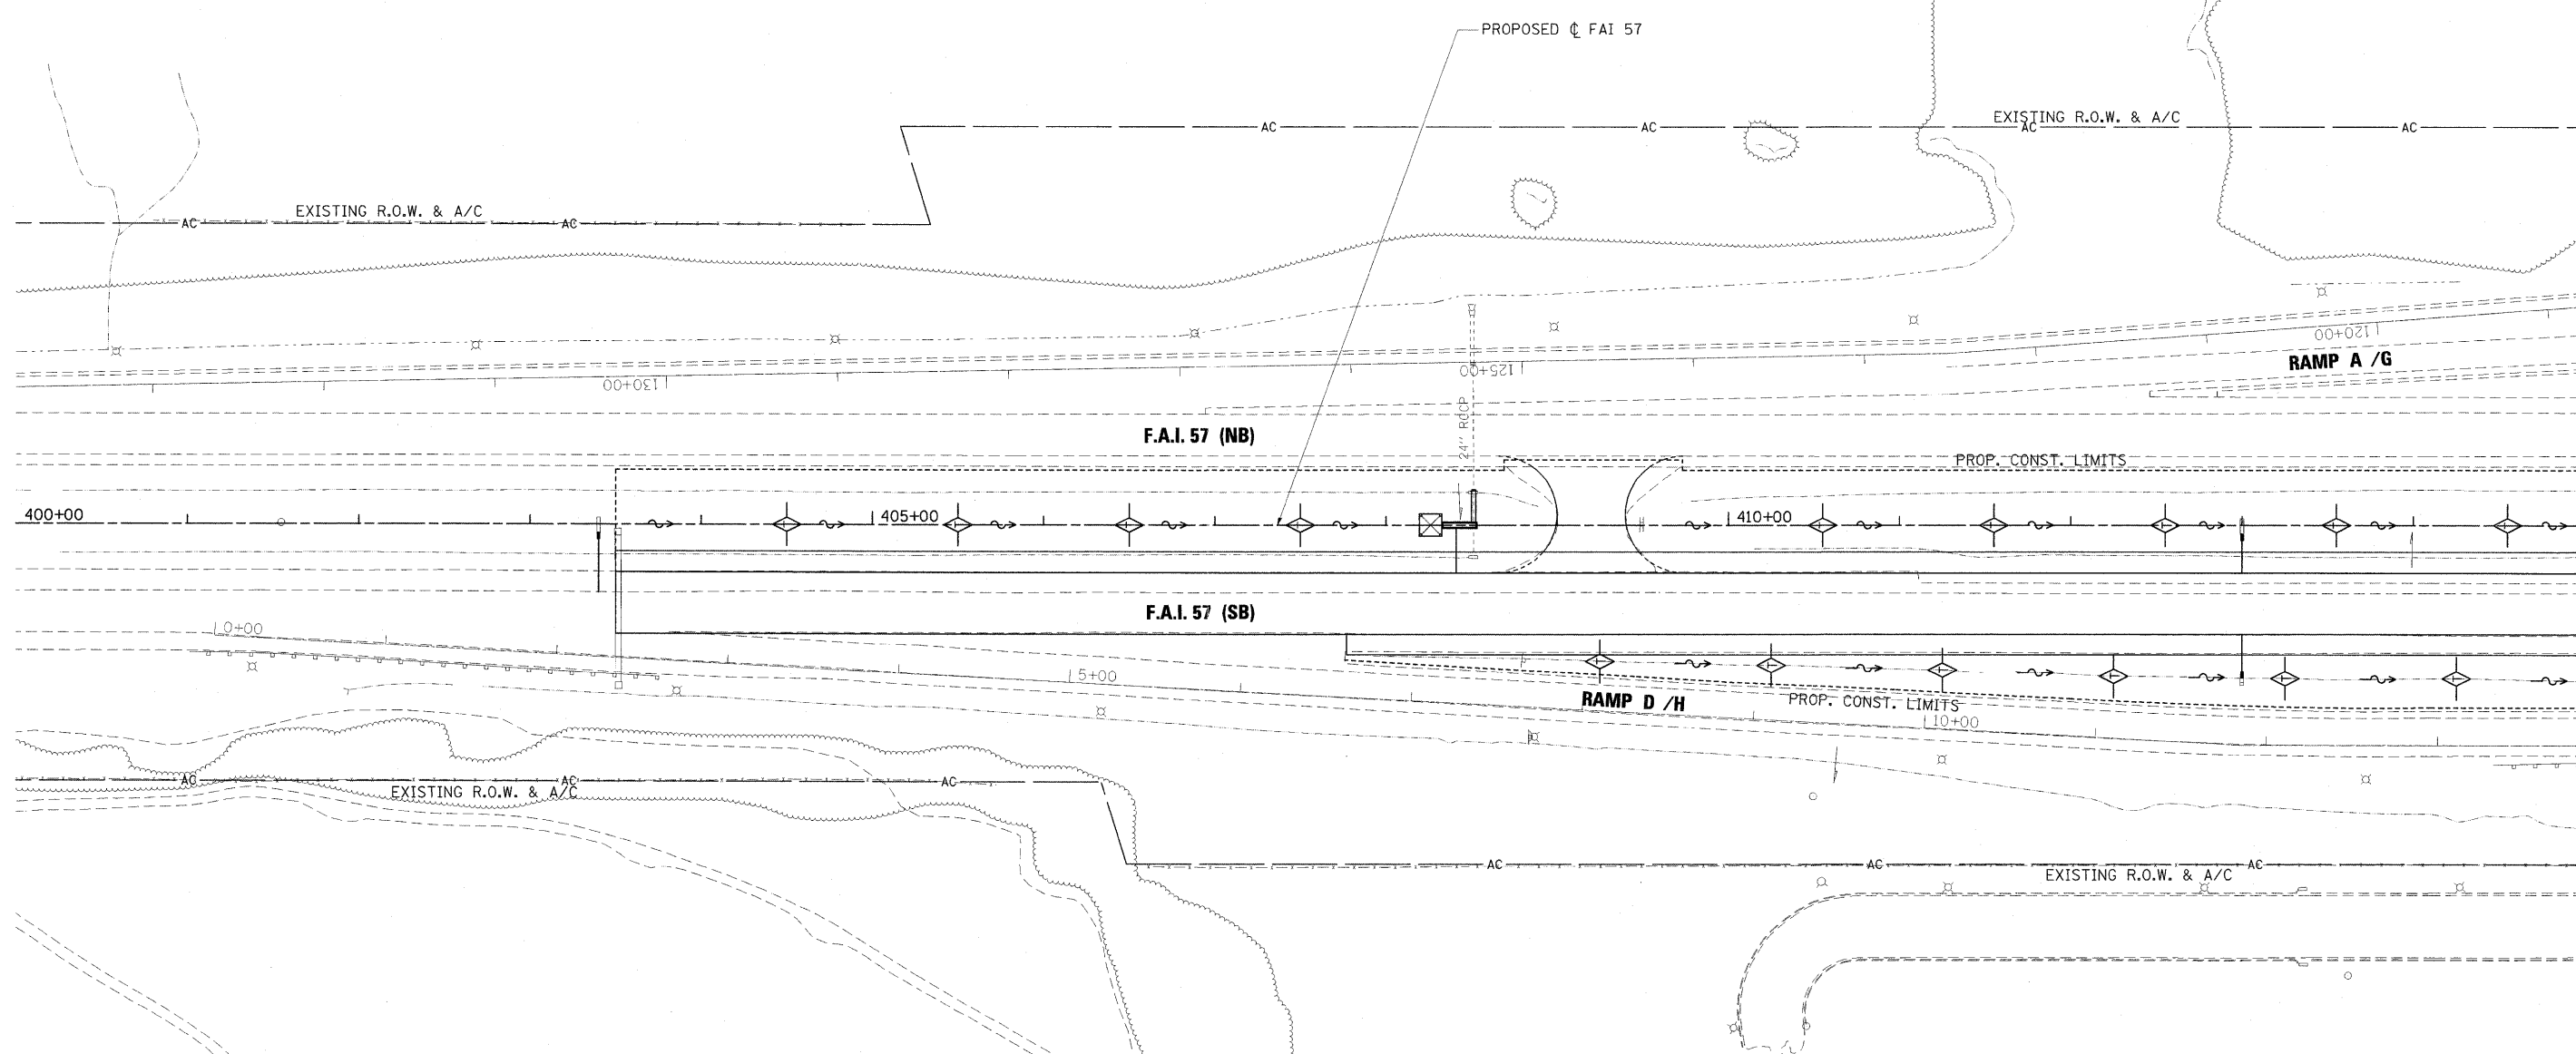 PROPOSED ℄ FAI 57
AC
AC
EXISTING R.O.W. & A/C
AC
AC
EXISTING R.O.W. & A/C
AC
AC
120+00
RAMP A /G
130+00
125+00
24" RCCP
F.A.I. 57 (NB)
PROP. CONST. LIMITS
400+00
405+00
410+00
F.A.I. 57 (SB)
0+00
5+00
RAMP D /H
PROP. CONST. LIMITS
10+00
AC
AC
AC
EXISTING R.O.W. & A/C
AC
AC
AC
EXISTING R.O.W. & A/C